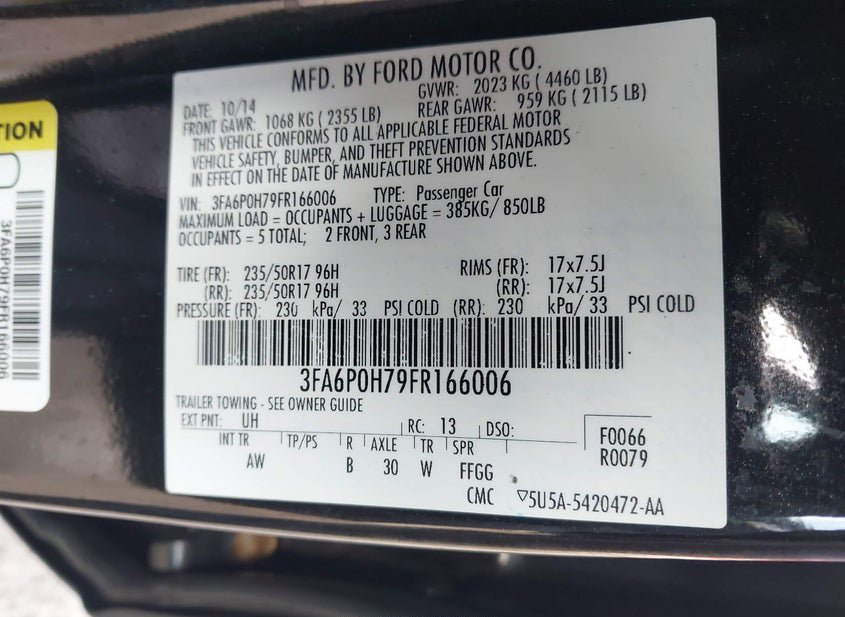 MFD. BY FORD MOTOR CO.
DATE: 10/14 GVWR: 2023 KG ( 4460 LB)
FRONT GAWR: 1068 KG ( 2355 LB) REAR GAWR: 959 KG ( 2115 LB)
THIS VEHICLE CONFORMS TO ALL APPLICABLE FEDERAL MOTOR
VEHICLE SAFETY, BUMPER, AND THEFT PREVENTION STANDARDS
IN EFFECT ON THE DATE OF MANUFACTURE SHOWN ABOVE.
VIN: 3FA6P0H79FR166006 TYPE: Passenger Car
MAXIMUM LOAD = OCCUPANTS + LUGGAGE = 385KG/ 850LB
OCCUPANTS = 5 TOTAL; 2 FRONT, 3 REAR
TIRE (FR): 235/50R17 96H RIMS (FR): 17x7.5J
(RR): 235/50R17 96H (RR): 17x7.5J
PRESSURE (FR): 230 kPa/ 33 PSI COLD (RR): 230 kPa/ 33 PSI COLD
3FA6P0H79FR166006
TRAILER TOWING - SEE OWNER GUIDE
EXT PNT: UH RC: 13 DSO: F0066
R0079
INT TR TP/PS R AXLE TR SPR
AW B 30 W FFGG
CMC ▽5U5A-5420472-AA
3FA6P0H79FR166006